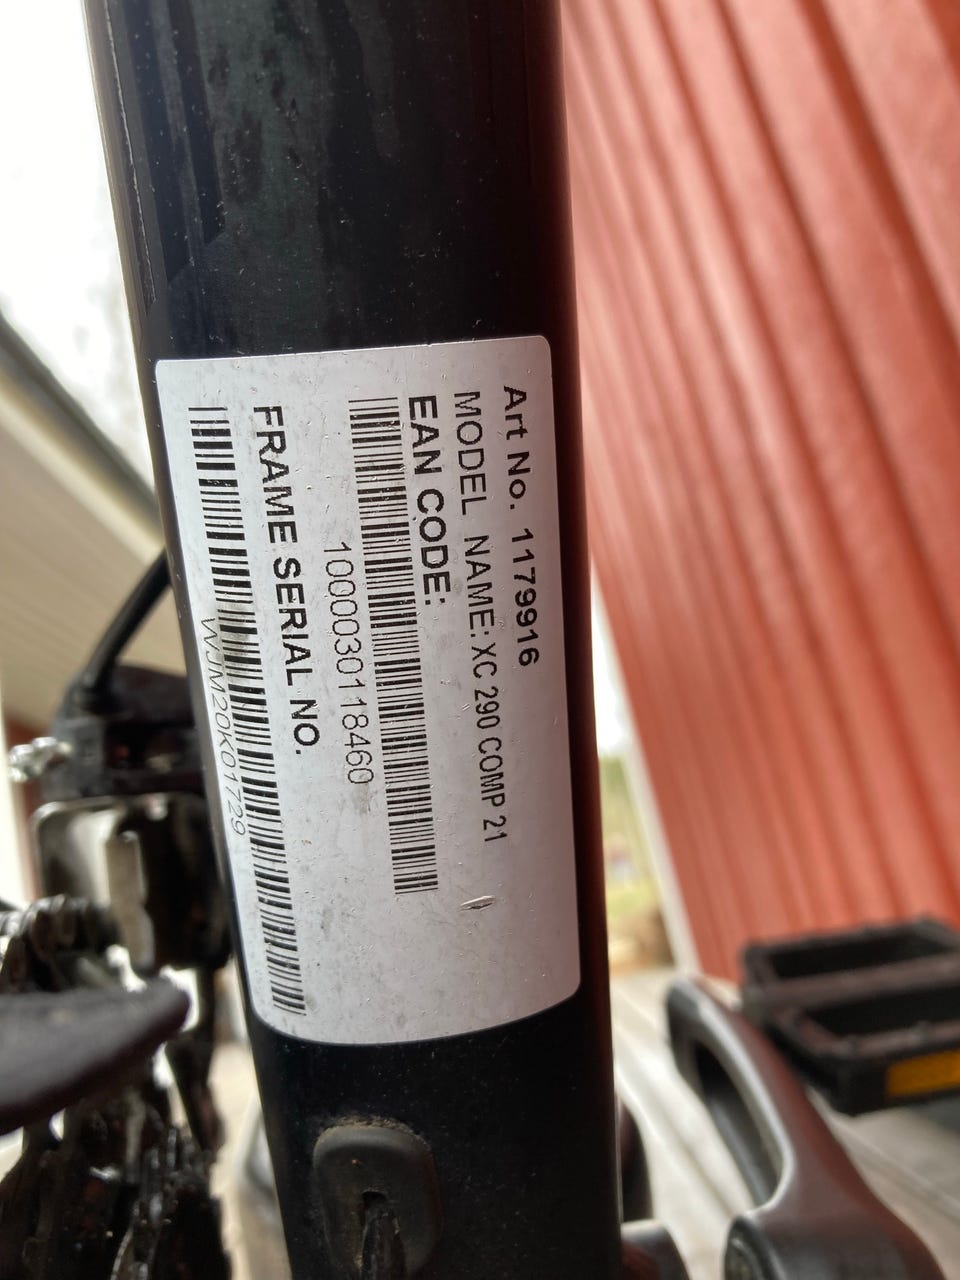 Art No. 1179916
MODEL NAME: XC 290 COMP 21
EAN CODE:
1000030118460
FRAME SERIAL NO.
WJM20K01729